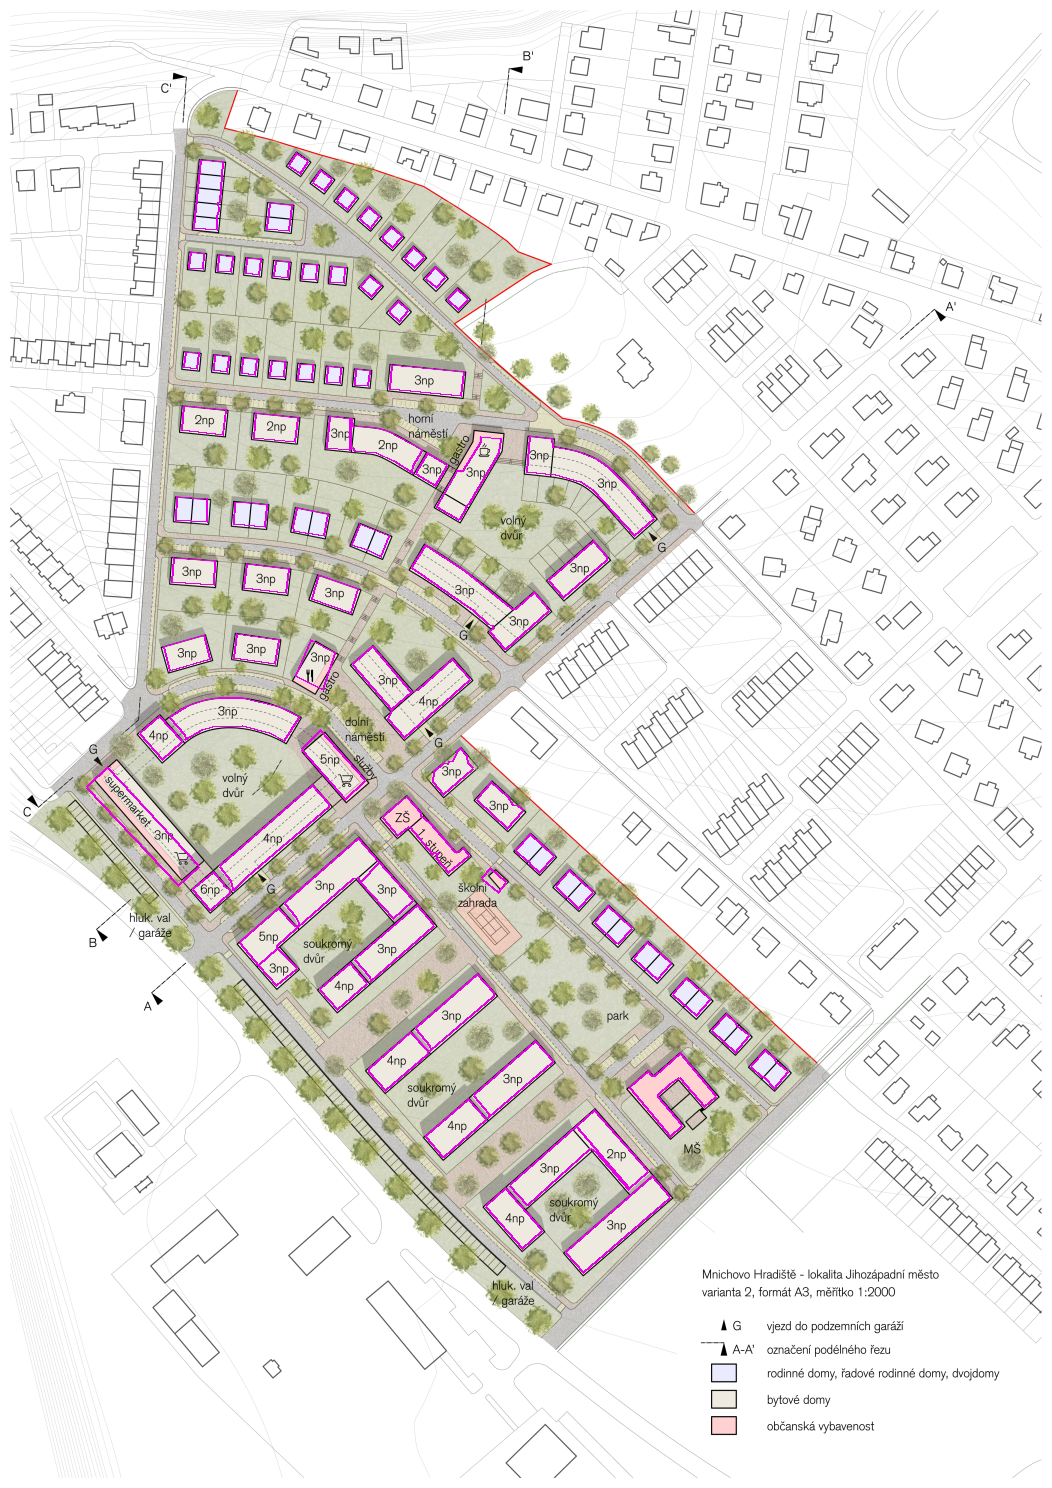 B'
C'
A'
3np
horní
náměstí
2np
2np
3np
2np
3np
gastro
3np
3np
3np
volný
dvůr
G
3np
3np
3np
3np
3np
3np
G
3np
3np
3np
gastro
3np
4np
3np
4np
dolní
náměstí
G
G
5np
služby
3np
volný
dvůr
supermarket
3np
4np
3np
C
ZŠ
1. stupeň
B
6np
G
hluk. val
/ garáže
3np
3np
školní
zahrada
5np
soukromý
dvůr
3np
3np
4np
A
3np
park
4np
3np
soukromý
dvůr
4np
MŠ
3np
2np
soukromý
dvůr
4np
3np
hluk. val
/ garáže
Mnichovo Hradiště - lokalita Jihozápadní město
varianta 2, formát A3, měřítko 1:2000
G vjezd do podzemních garáží
A-A' označení podélného řezu
rodinné domy, řadové rodinné domy, dvojdomy
bytové domy
občanská vybavenost